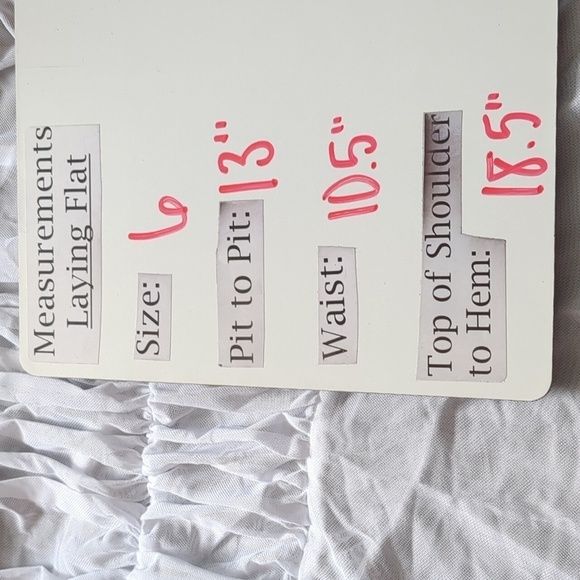 Measurements
Laying Flat
Size: 6
Pit to Pit: 13"
Waist: 10.5"
Top of Shoulder
to Hem: 18.5"